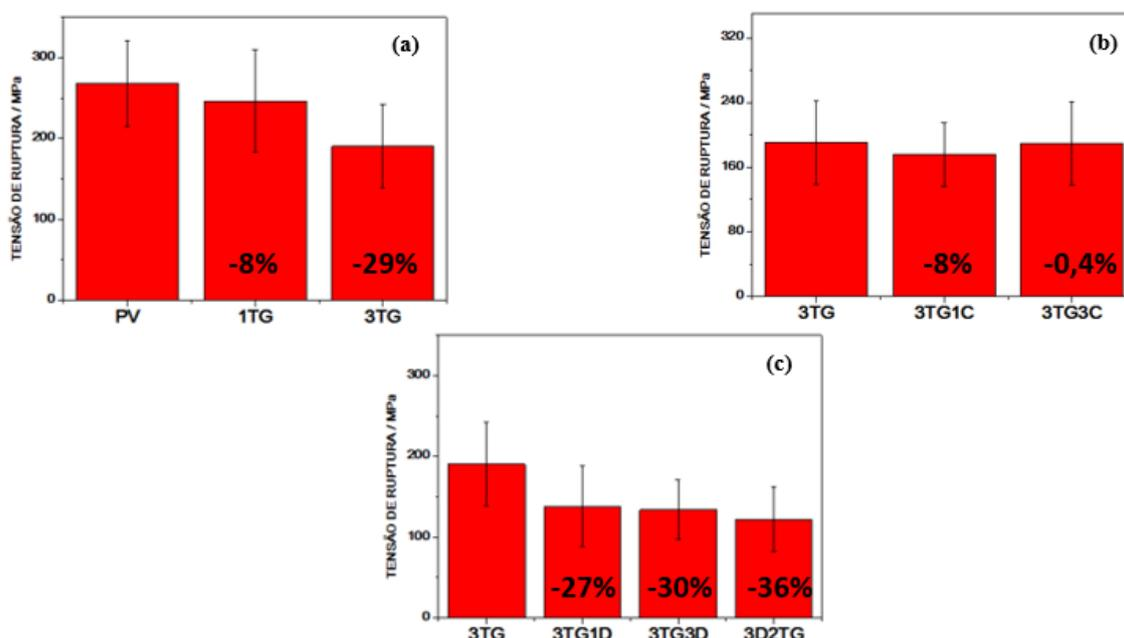 (a)
TENSÃO DE RUPTURA / MPa
300
200
100
0
-8%
-29%
PV
1TG
3TG
(b)
TENSÃO DE RUPTURA / MPa
320
240
160
80
0
-8%
-0,4%
3TG
3TG1C
3TG3C
(c)
TENSÃO DE RUPTURA / MPa
300
200
100
0
-27%
-30%
-36%
3TG
3TG1D
3TG3D
3D2TG